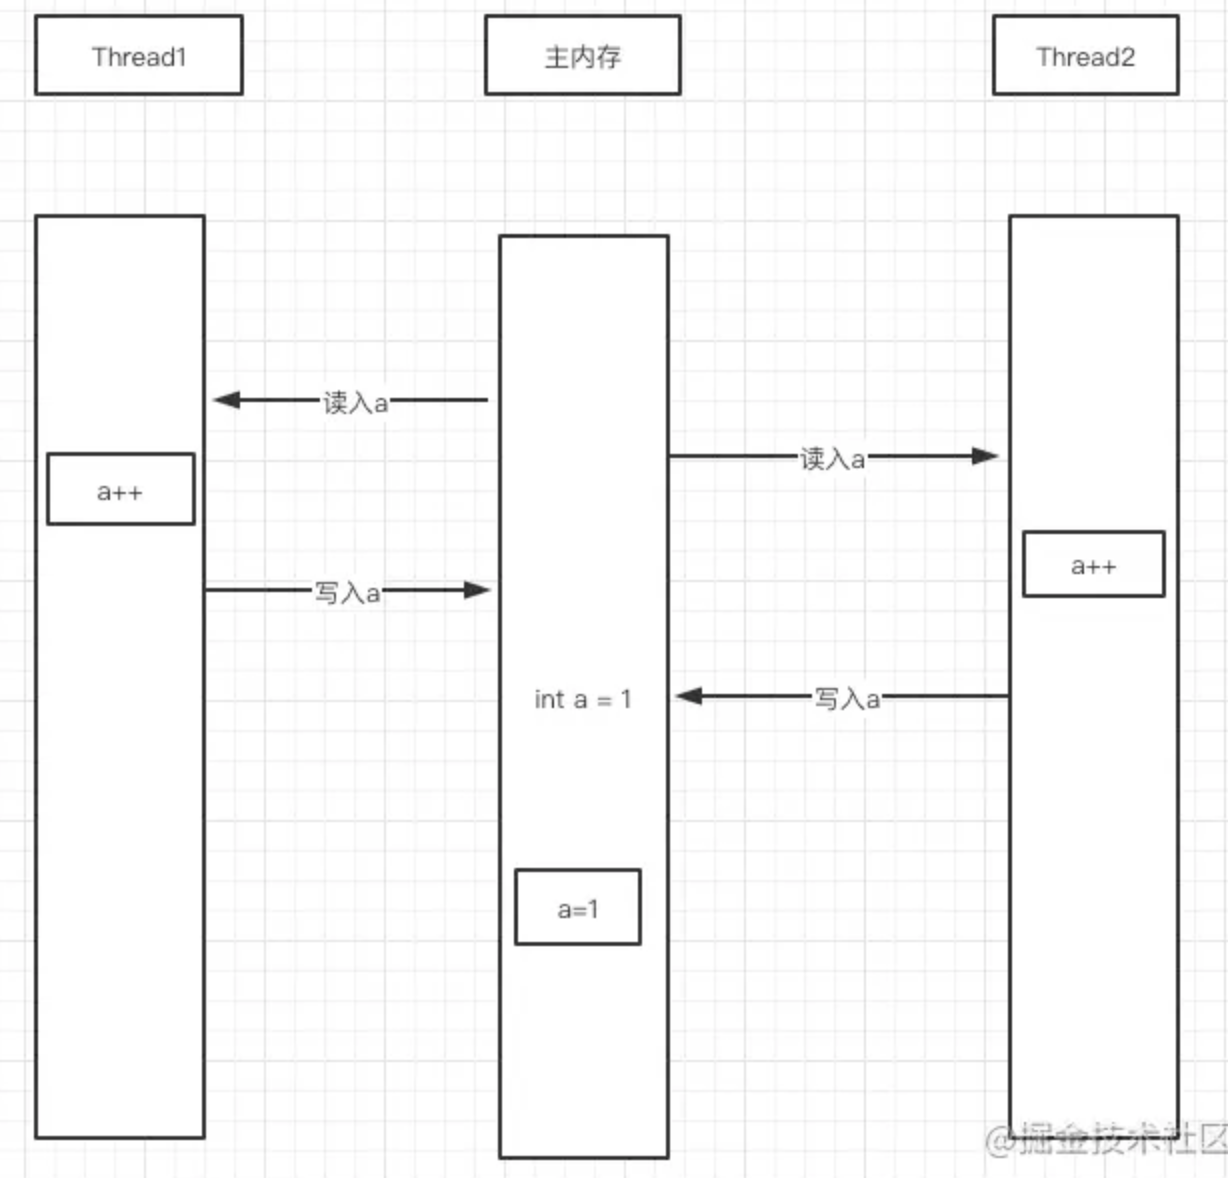 Thread1
主内存
Thread2
读入a
读入a
a++
a++
写入a
int a = 1
写入a
a=1
@掘金技术社区